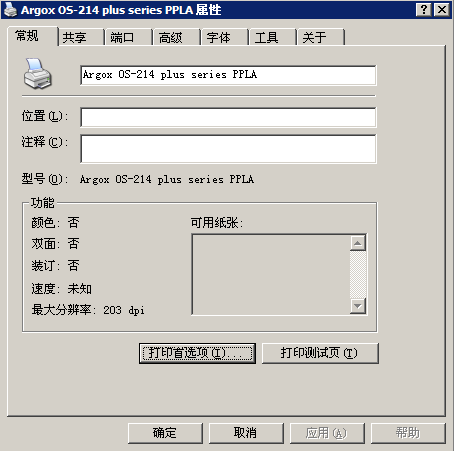 Argox OS-214 plus series PPLA 属性
常规 共享 端口 高级 字体 工具 关于
Argox OS-214 plus series PPLA
位置(L):
注释(C):
型号(O): Argox OS-214 plus series PPLA
功能
颜色: 否 可用纸张:
双面: 否
装订: 否
速度: 未知
最大分辨率: 203 dpi
打印首选项(I)... 打印测试页(T)
确定 取消 应用(A) 帮助